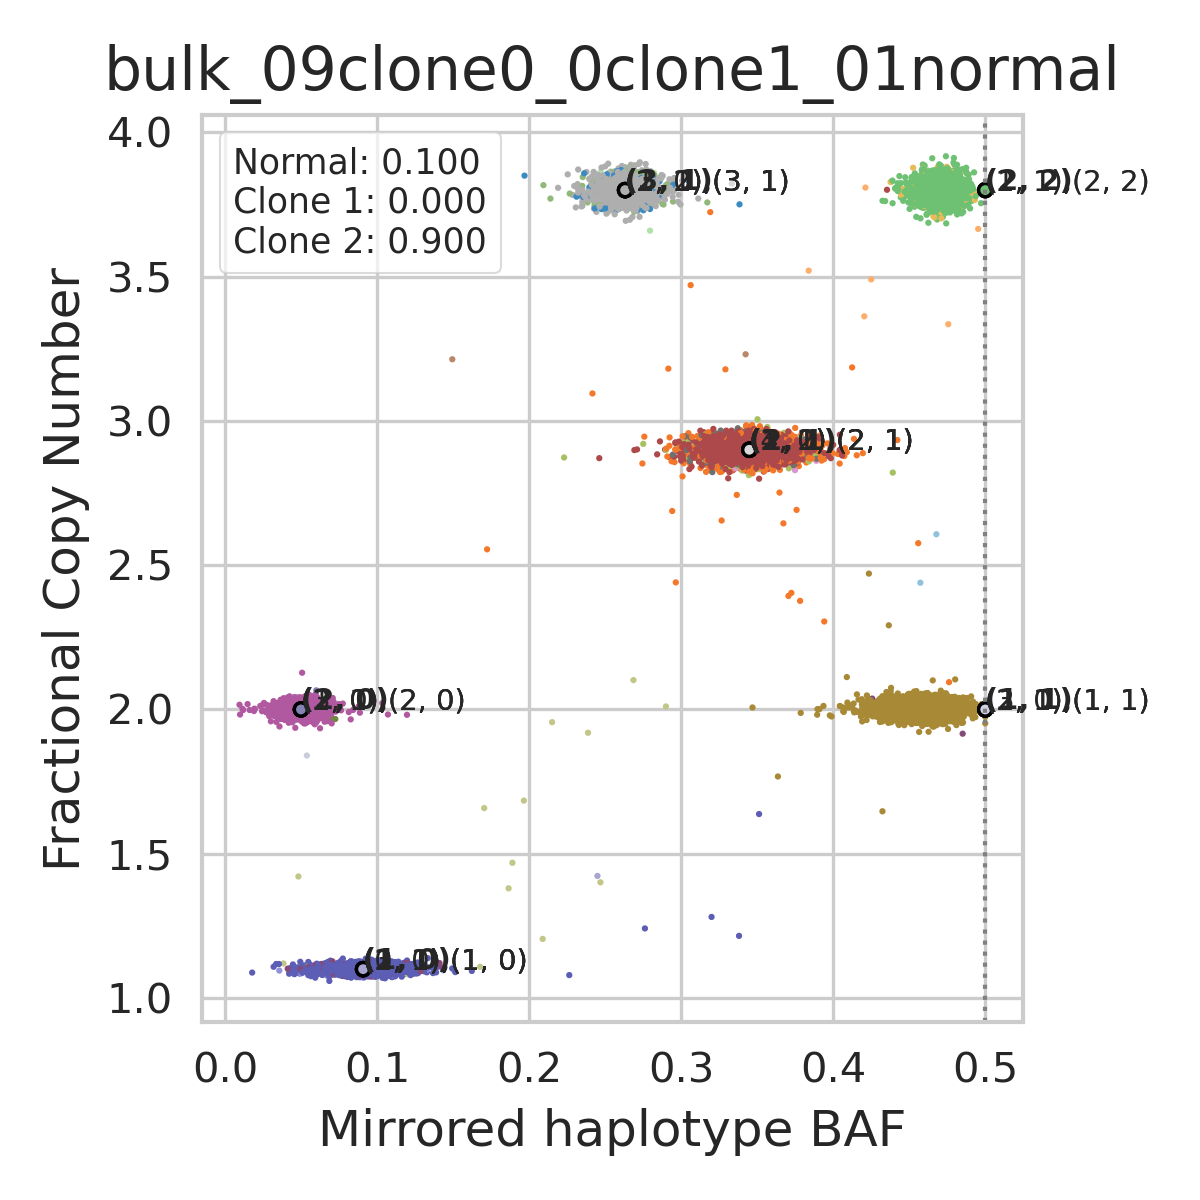 bulk_09clone0_0clone1_01normal
4.0
Normal: 0.100
Clone 1: 0.000
Clone 2: 0.900
(3, 1)
(2, 2)
3.5
3.0
(2, 1)
2.5
2.0
(2, 0)
(1, 1)
1.5
1.0
(1, 0)
0.0 0.1 0.2 0.3 0.4 0.5
Fractional Copy Number
Mirrored haplotype BAF